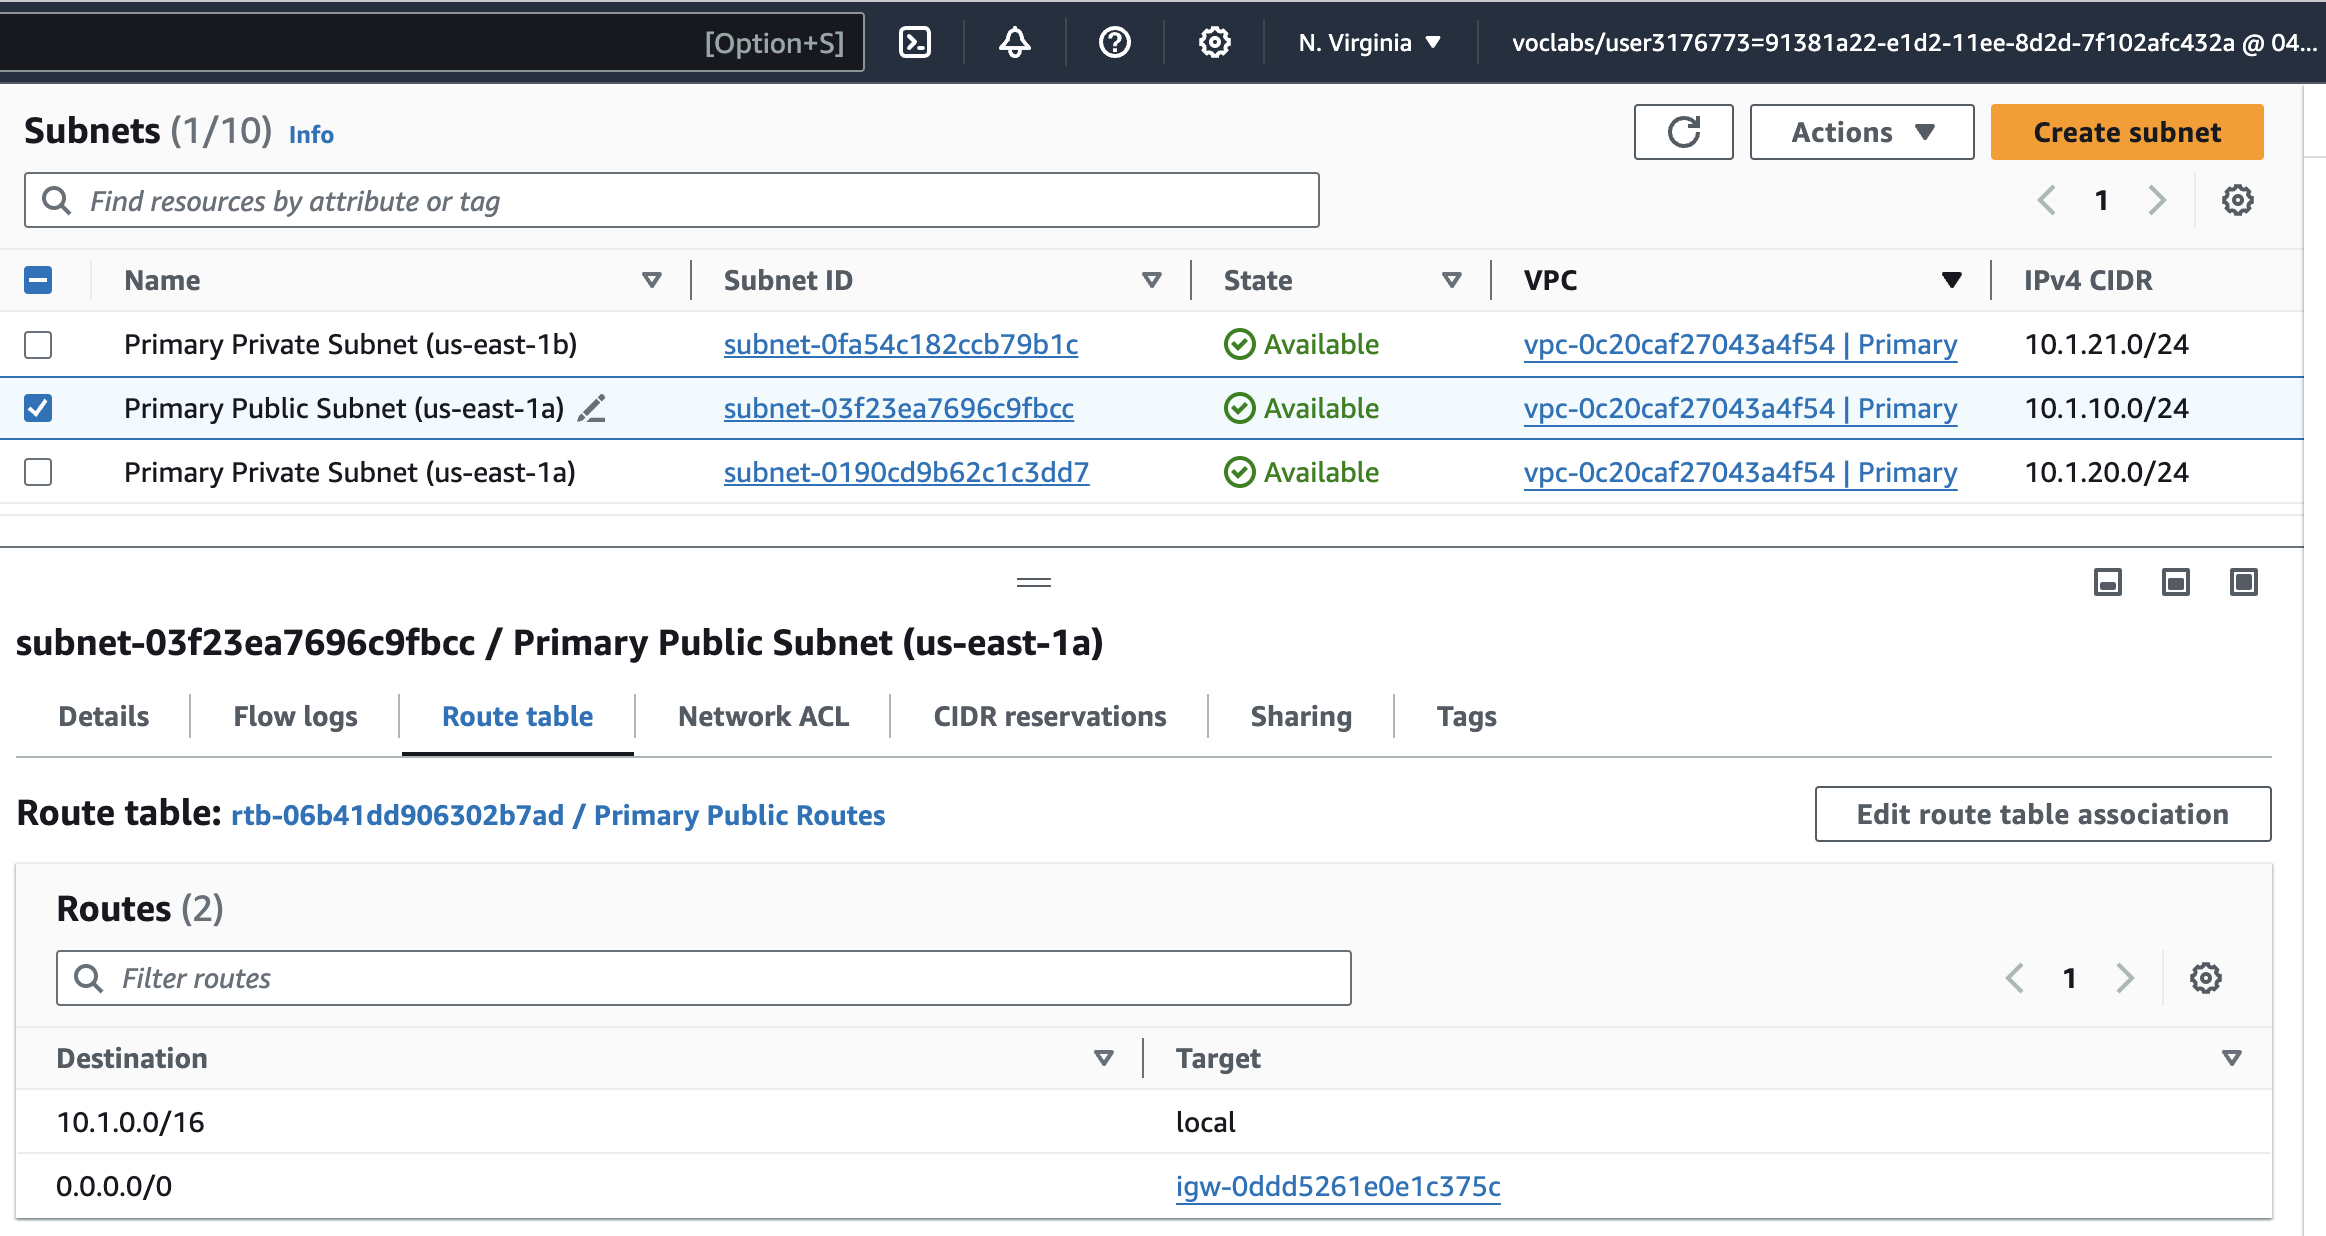 [Option+S] N. Virginia voclabs/user3176773=91381a22-e1d2-11ee-8d2d-7f102afc432a @ 04...
Subnets (1/10) Info Actions Create subnet
Find resources by attribute or tag 1
Name Subnet ID State VPC IPv4 CIDR
Primary Private Subnet (us-east-1b) subnet-0fa54c182ccb79b1c Available vpc-0c20caf27043a4f54 | Primary 10.1.21.0/24
Primary Public Subnet (us-east-1a) subnet-03f23ea7696c9fbcc Available vpc-0c20caf27043a4f54 | Primary 10.1.10.0/24
Primary Private Subnet (us-east-1a) subnet-0190cd9b62c1c3dd7 Available vpc-0c20caf27043a4f54 | Primary 10.1.20.0/24
subnet-03f23ea7696c9fbcc / Primary Public Subnet (us-east-1a)
Details Flow logs Route table Network ACL CIDR reservations Sharing Tags
Route table: rtb-06b41dd906302b7ad / Primary Public Routes Edit route table association
Routes (2)
Filter routes 1
Destination Target
10.1.0.0/16 local
0.0.0.0/0 igw-0ddd5261e0e1c375c